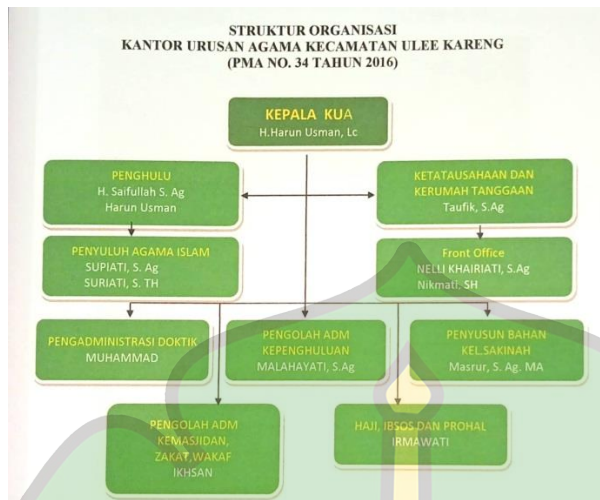 STRUKTUR ORGANISASI
KANTOR URUSAN AGAMA KECAMATAN ULEE KARENG
(PMA NO. 34 TAHUN 2016)
KEPALA KUA
H.Harun Usman, Lc
PENGHULU
H. Saifullah S. Ag
Harun Usman
KETATAUSAHAAN DAN
KERUMAH TANGGAAN
Taufik, S.Ag
PENYULUH AGAMA ISLAM
SUPIATI, S. Ag
SURIATI, S. TH
Front Office
NELLI KHAIRIATI, S.Ag
Nikmati, SH
PENGADMINISTRASI DOKTIK
MUHAMMAD
PENGOLAH ADM
KEPENGHULUAN
MALAHAYATI, S.Ag
PENYUSUN BAHAN
KEL.SAKINAH
Masrur, S. Ag. MA
PENGOLAH ADM
KEMASJIDAN,
ZAKAT,WAKAF
IKHSAN
HAJI, IBSOS DAN PROHAL
IRMAWATI